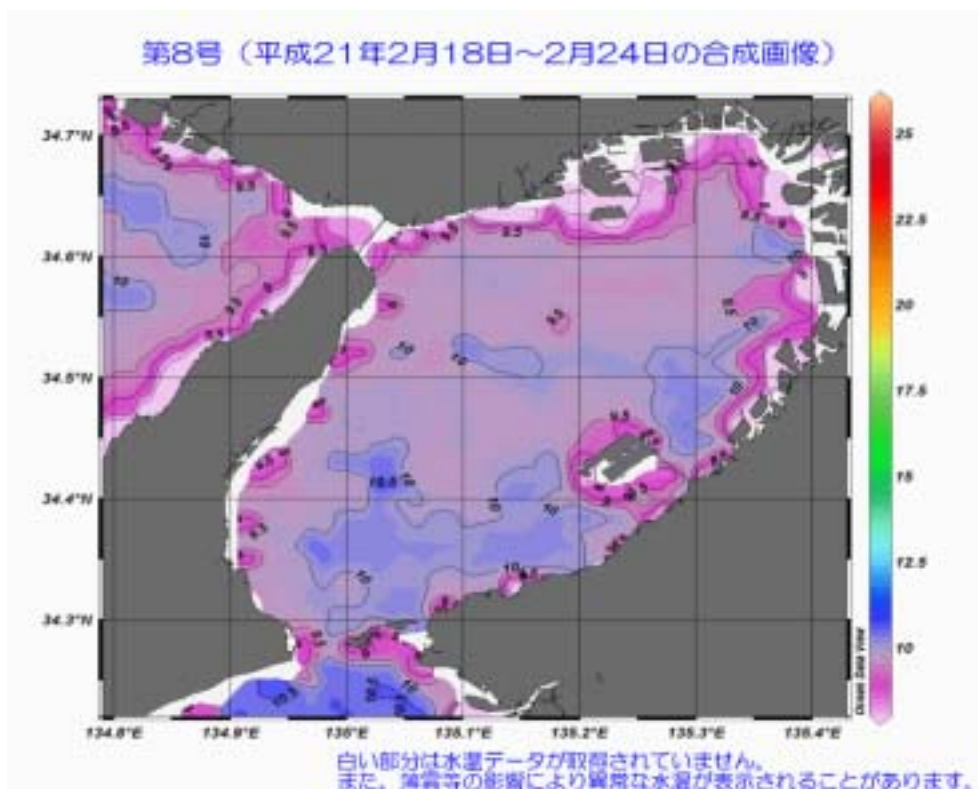 第8号（平成21年2月18日～2月24日の合成画像）
34.7°N
34.6°N
34.5°N
34.4°N
34.3°N
134.8°E
134.9°E
135°E
135.1°E
135.2°E
135.3°E
135.4°E
25
22.5
20
17.5
15
12.5
10
Ocean Data View
白い部分は水温データが取得されていません。
また、薄雲等の影響により異常な水温が表示されることがあります。